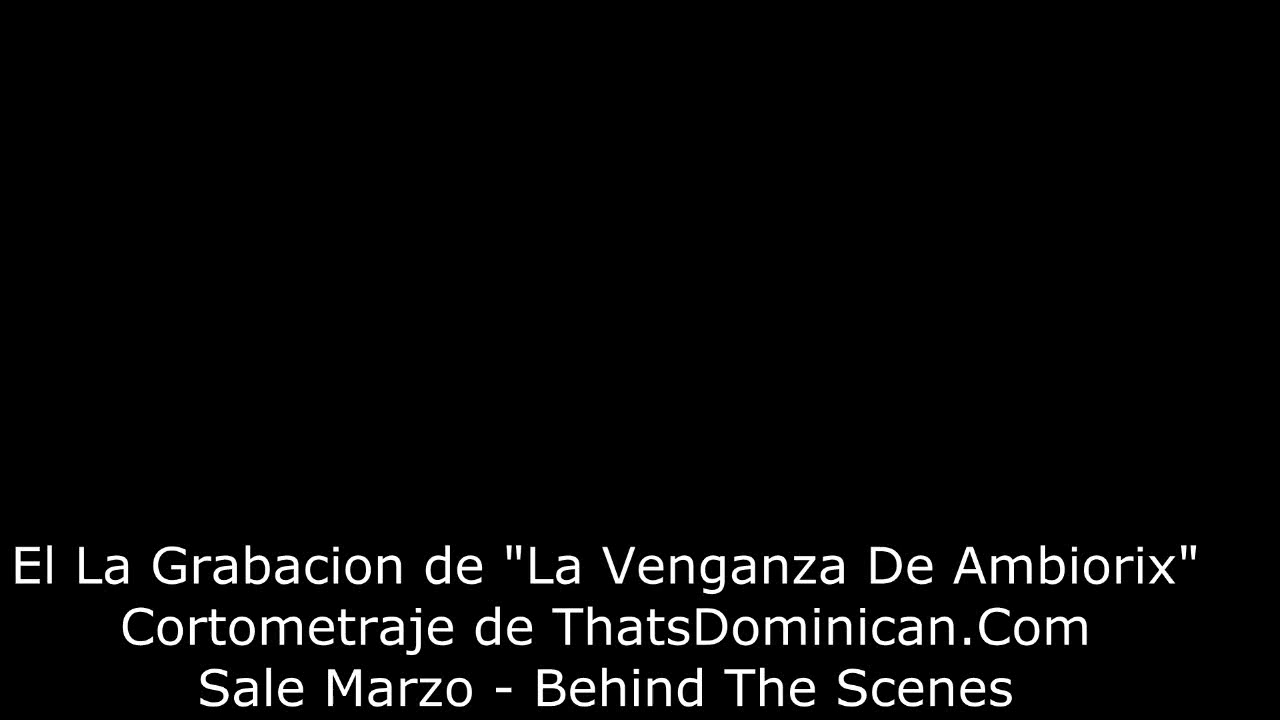 El La Grabacion de "La Venganza De Ambiorix"
Cortometraje de ThatsDominican.Com
Sale Marzo - Behind The Scenes